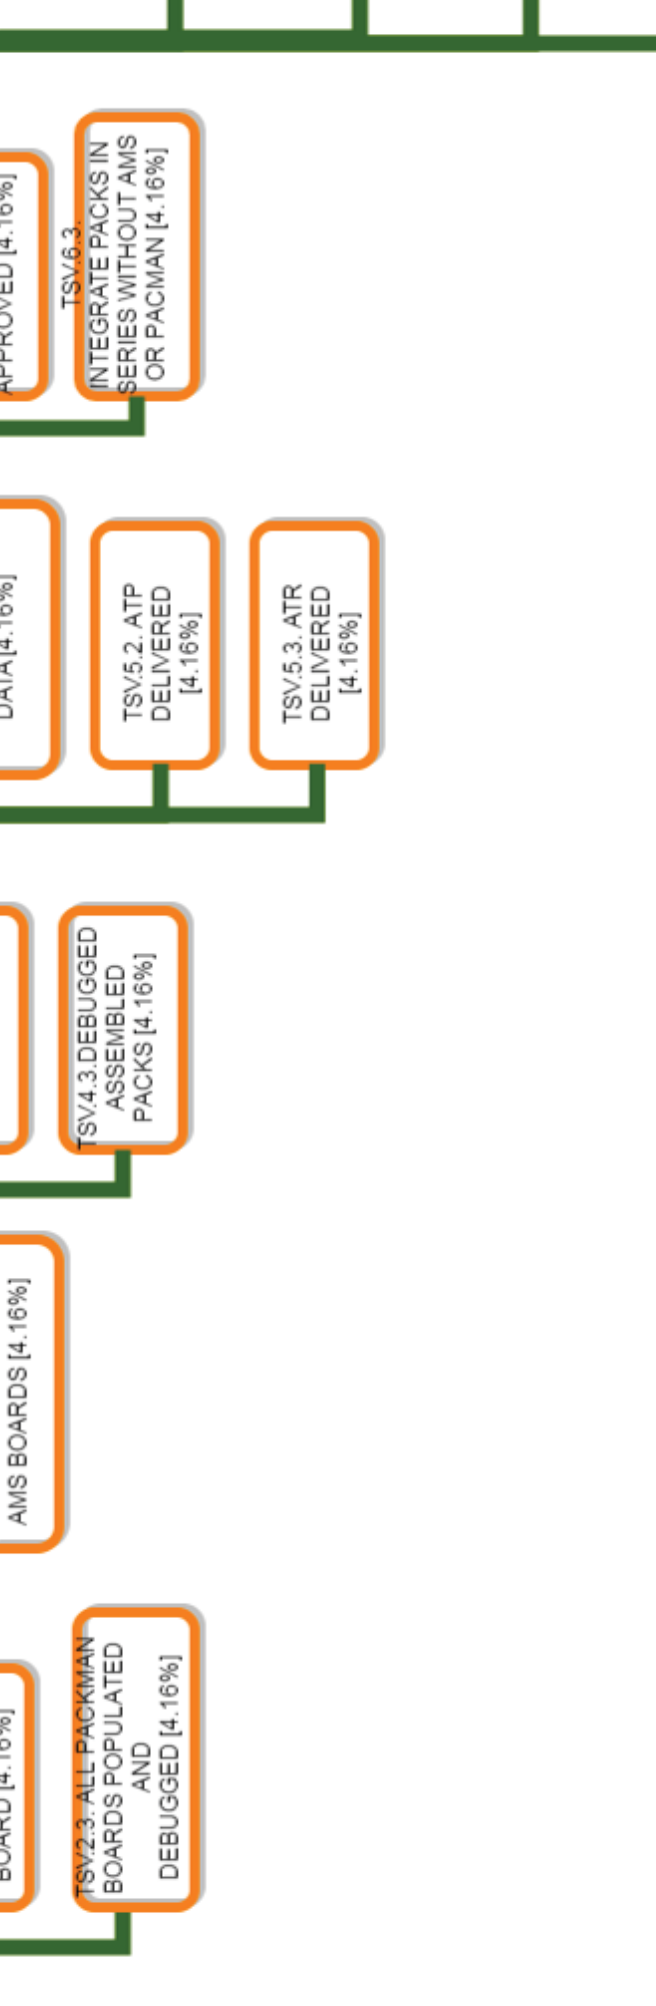 APPROVED [4.16%]
TSV.6.3.
INTEGRATE PACKS IN
SERIES WITHOUT AMS
OR PACMAN [4.16%]
DATA [4.16%]
TSV.5.2. ATP
DELIVERED
[4.16%]
TSV.5.3. ATR
DELIVERED
[4.16%]
TSV.4.3.DEBUGGED
ASSEMBLED
PACKS [4.16%]
AMS BOARDS [4.16%]
BOARD [4.16%]
TSV.2.3. ALL PACKMAN
BOARDS POPULATED
AND
DEBUGGED [4.16%]